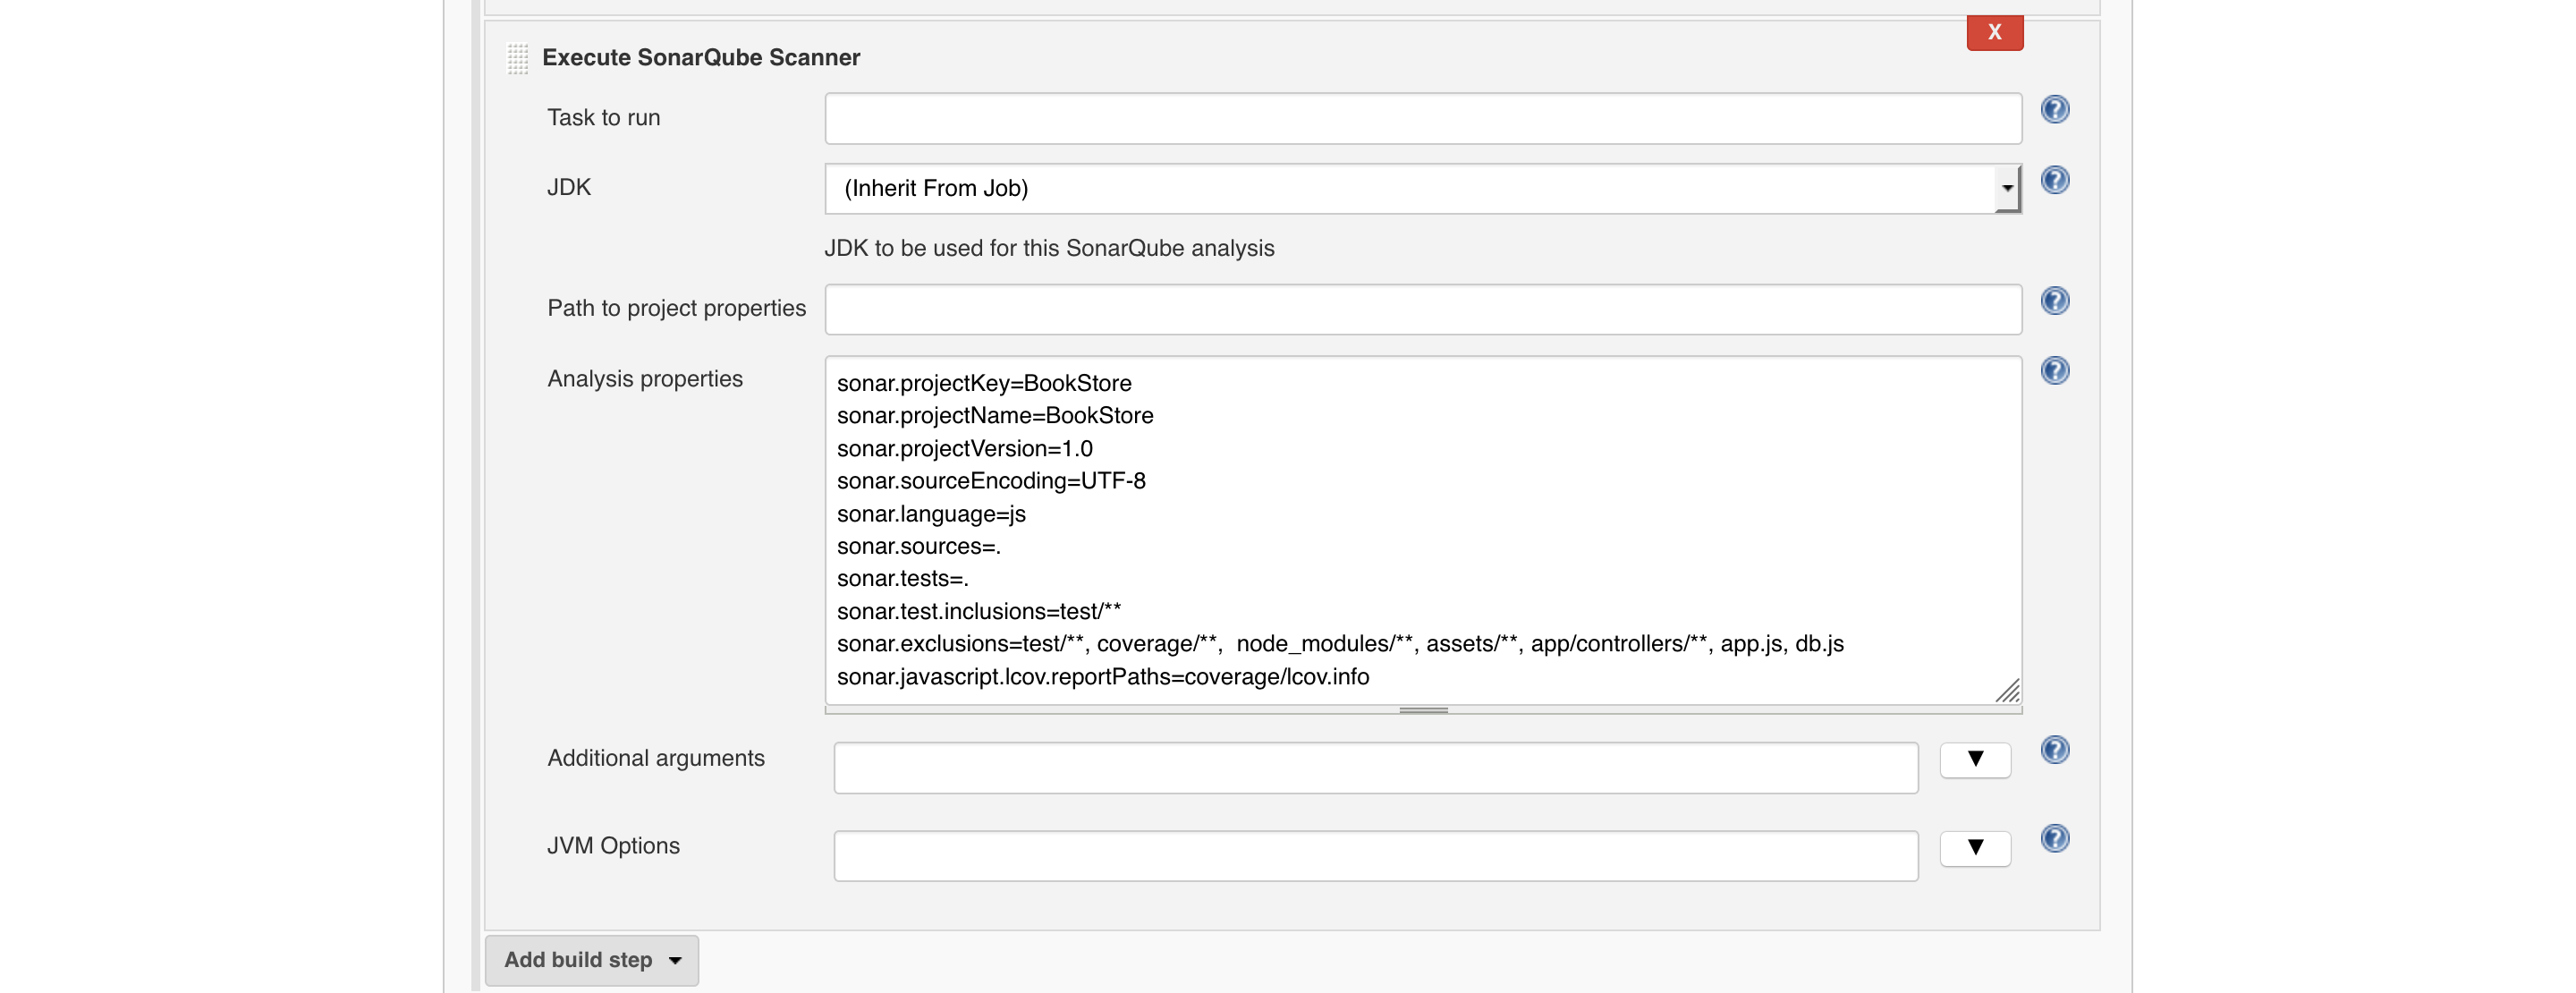 X
Execute SonarQube Scanner
Task to run
JDK
(Inherit From Job)
JDK to be used for this SonarQube analysis
Path to project properties
Analysis properties
sonar.projectKey=BookStore
sonar.projectName=BookStore
sonar.projectVersion=1.0
sonar.sourceEncoding=UTF-8
sonar.language=js
sonar.sources=.
sonar.tests=.
sonar.test.inclusions=test/**
sonar.exclusions=test/**, coverage/**,  node_modules/**, assets/**, app/controllers/**, app.js, db.js
sonar.javascript.lcov.reportPaths=coverage/lcov.info
Additional arguments
JVM Options
Add build step